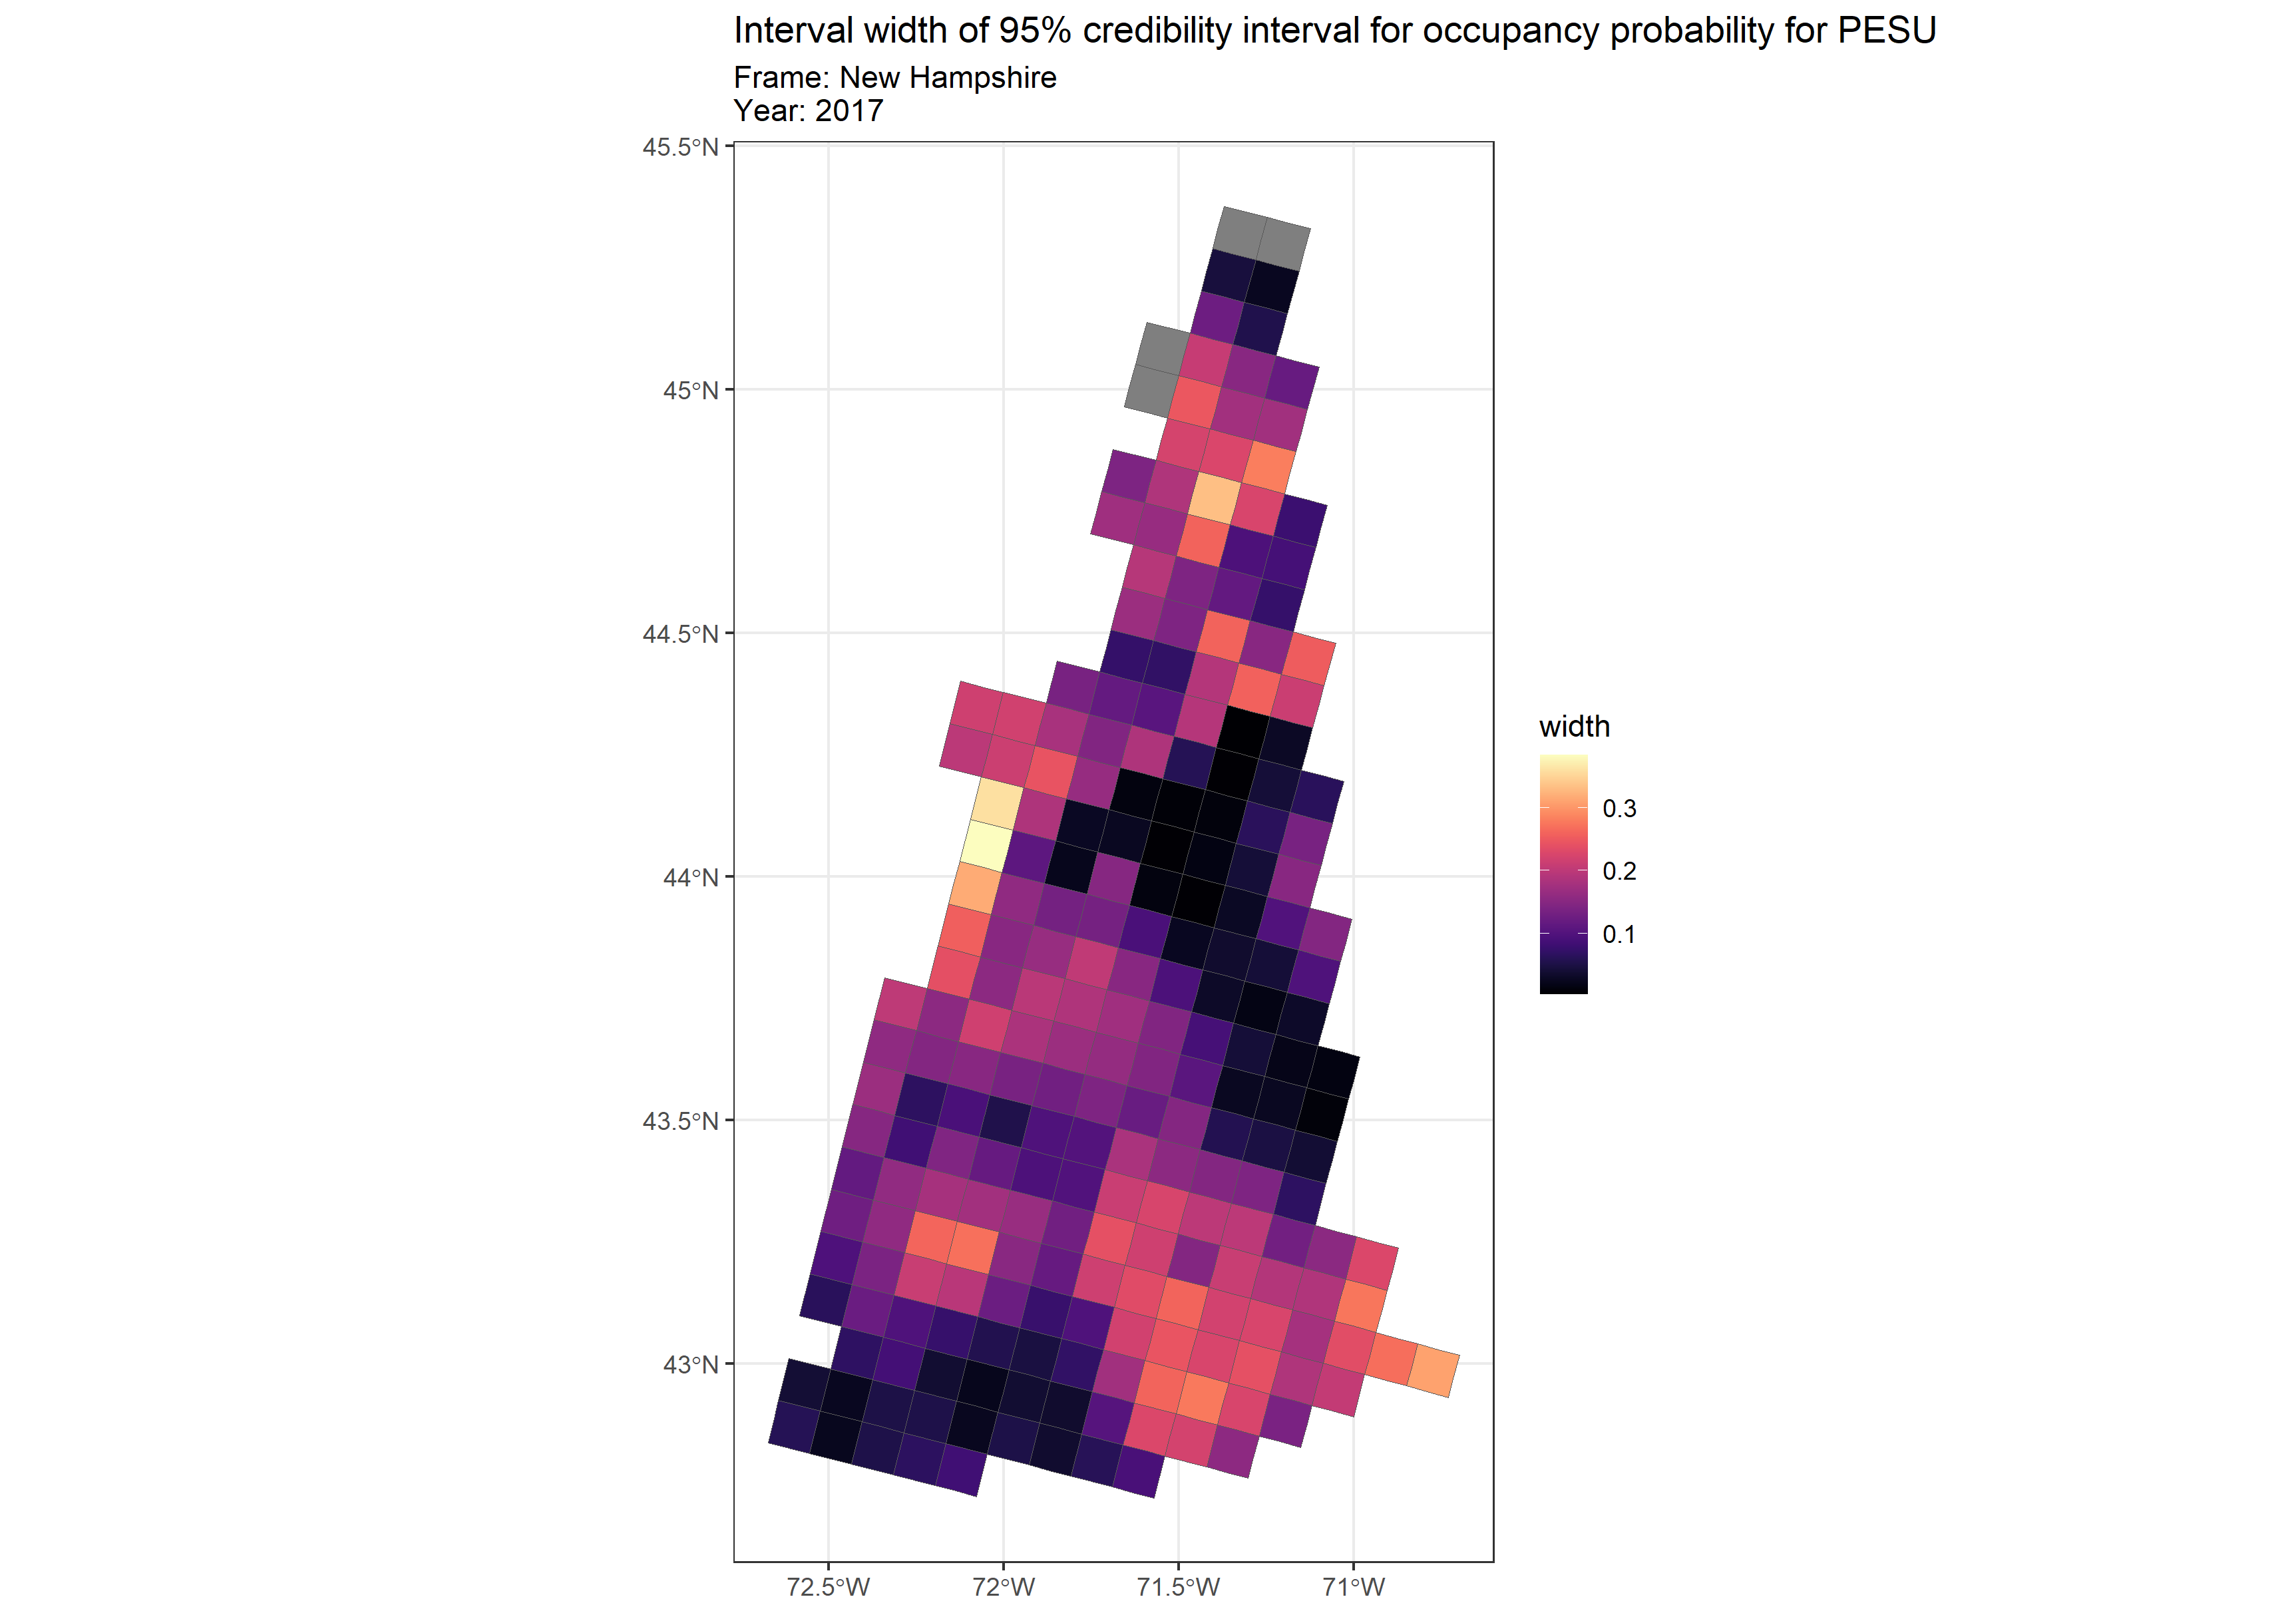 Interval width of 95% credibility interval for occupancy probability for PESU
Frame: New Hampshire
Year: 2017
45.5°N
45°N
44.5°N
44°N
43.5°N
43°N
72.5°W
72°W
71.5°W
71°W
width
0.3
0.2
0.1